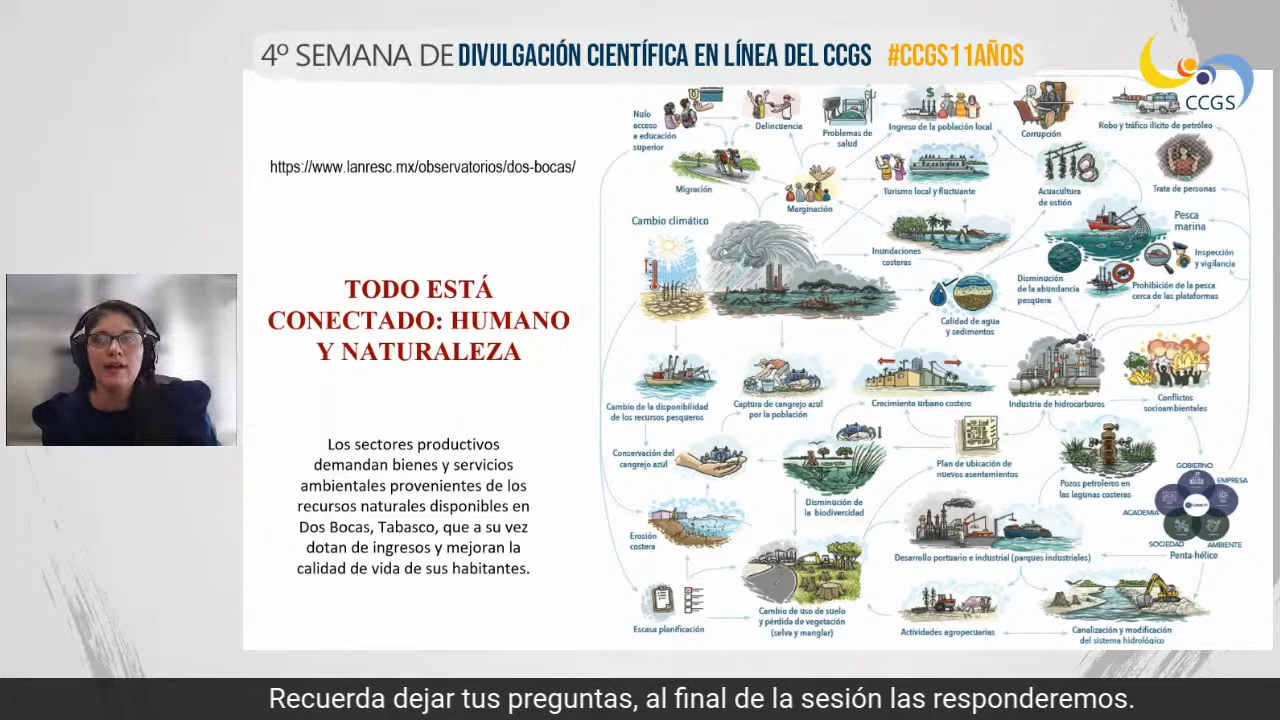 4º SEMANA DE DIVULGACIÓN CIENTÍFICA EN LÍNEA DEL CCGS #CCGS11AÑOS
CCGS
https://www.lanresc.mx/observatorios/dos-bocas/
TODO ESTÁ
CONECTADO: HUMANO
Y NATURALEZA
Los sectores productivos
demandan bienes y servicios
ambientales provenientes de los
recursos naturales disponibles en
Dos Bocas, Tabasco, que a su vez
dotan de ingresos y mejoran la
calidad de vida de sus habitantes.
Nulo
acceso
a educación
superior
Delincuencia
Problemas de
salud
Ingreso de la población local
Corrupción
Robo y tráfico ilícito de petróleo
Migración
Marginación
Turismo local y fluctuante
Acuacultura
de ostión
Trata de personas
Cambio climático
Inundaciones
costeras
Pesca
marina
Inspección
y vigilancia
Disminución
de la abundancia
pesquera
Prohibición de la pesca
cerca de las plataformas
Calidad de agua
y sedimentos
Cambio de la disponibilidad
de los recursos pesqueros
Captura de cangrejo azul
por la población
Crecimiento urbano costero
Industria de hidrocarburos
Conflictos
socioambientales
Conservación del
cangrejo azul
Disminución de
la biodiversidad
Plan de ubicación de
nuevos asentamientos
Pozos petroleros en
las lagunas costeras
GOBIERNO
EMPRESA
ACADEMIA
SOCIEDAD
AMBIENTE
Penta-hélice
Erosión
costera
Desarrollo portuario e industrial (parques industriales)
Escasa planificación
Cambio de uso de suelo
y pérdida de vegetación
(selva y manglar)
Actividades agropecuarias
Canalización y modificación
del sistema hidrológico
Recuerda dejar tus preguntas, al final de la sesión las responderemos.